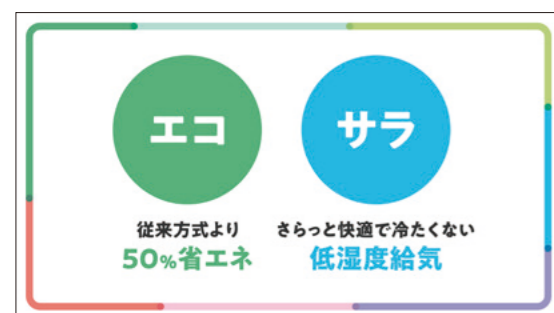 エコ
サラ
従来方式より
50%省エネ
さらっと快適で冷たくない
低湿度給気